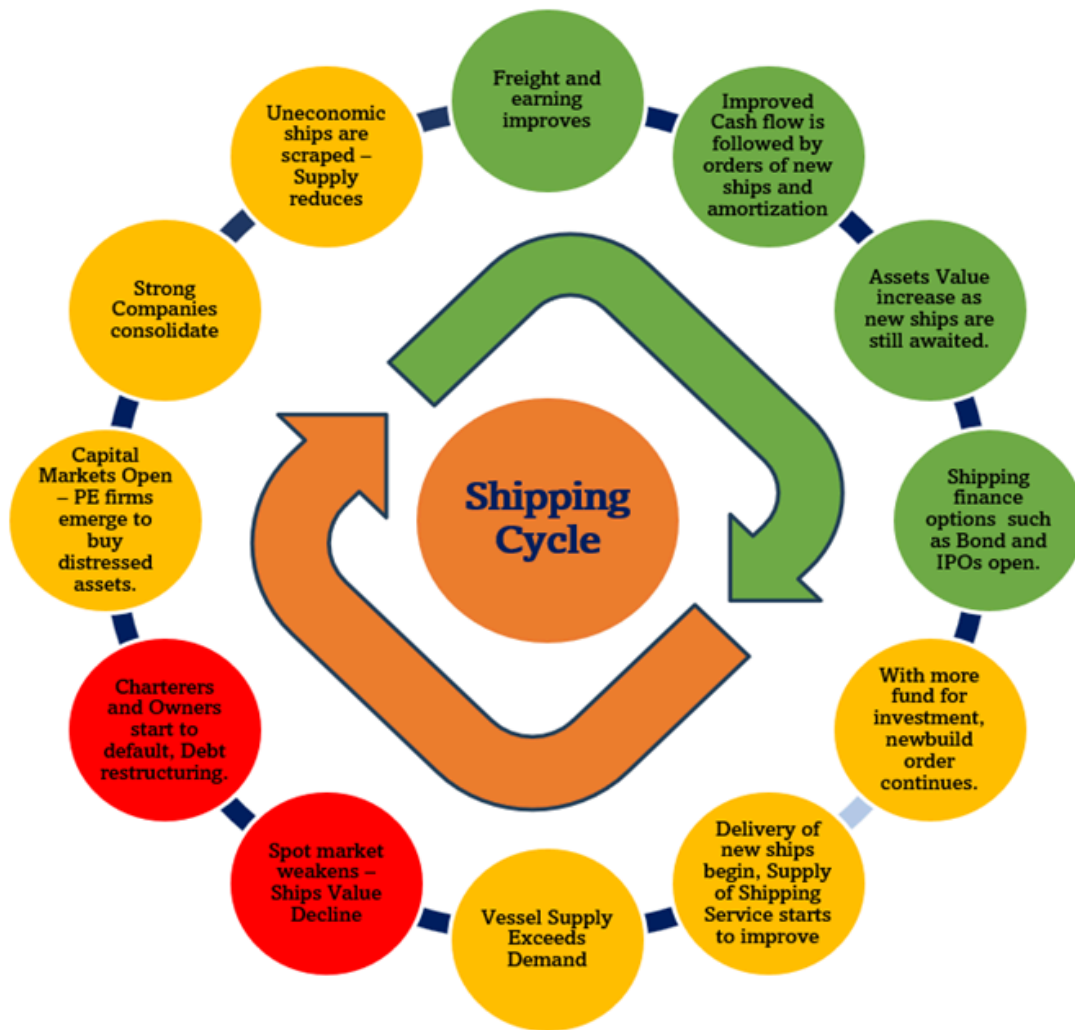 Freight and
earning
improves
Improved
Cash flow is
followed by
orders of new
ships and
amortization
Assets Value
increase as
new ships are
still awaited.
Shipping
finance
options such
as Bond and
IPOs open.
With more
fund for
investment,
newbuild
order
continues.
Delivery of
new ships
begin, Supply
of Shipping
Service starts
to improve
Vessel Supply
Exceeds
Demand
Spot market
weakens –
Ships Value
Decline
Charterers
and Owners
start to
default, Debt
restructuring.
Capital
Markets Open
– PE firms
emerge to
buy
distressed
assets.
Strong
Companies
consolidate
Uneconomic
ships are
scraped –
Supply
reduces
Shipping
Cycle